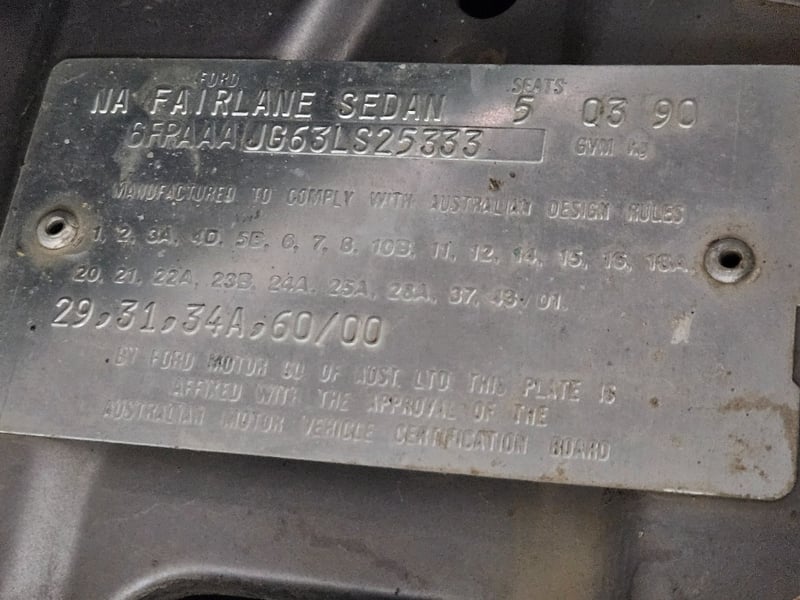 FORD SEATS
NA FAIRLANE SEDAN 5 03 90
6FRAAAJG63LS25333 GVM kg
MANUFACTURED TO COMPLY WITH AUSTRALIAN DESIGN RULES
1, 2, 3A, 4D, 5B, 6, 7, 8, 10B, 11, 12, 14, 15, 16, 18A,
20, 21, 22A, 23B, 24A, 25A, 28A, 37, 43/01.
29,31,34A,60/00
BY FORD MOTOR CO OF AUST. LTD THIS PLATE IS
AFFIXED WITH THE APPROVAL OF THE
AUSTRALIAN MOTOR VEHICLE CERTIFICATION BOARD